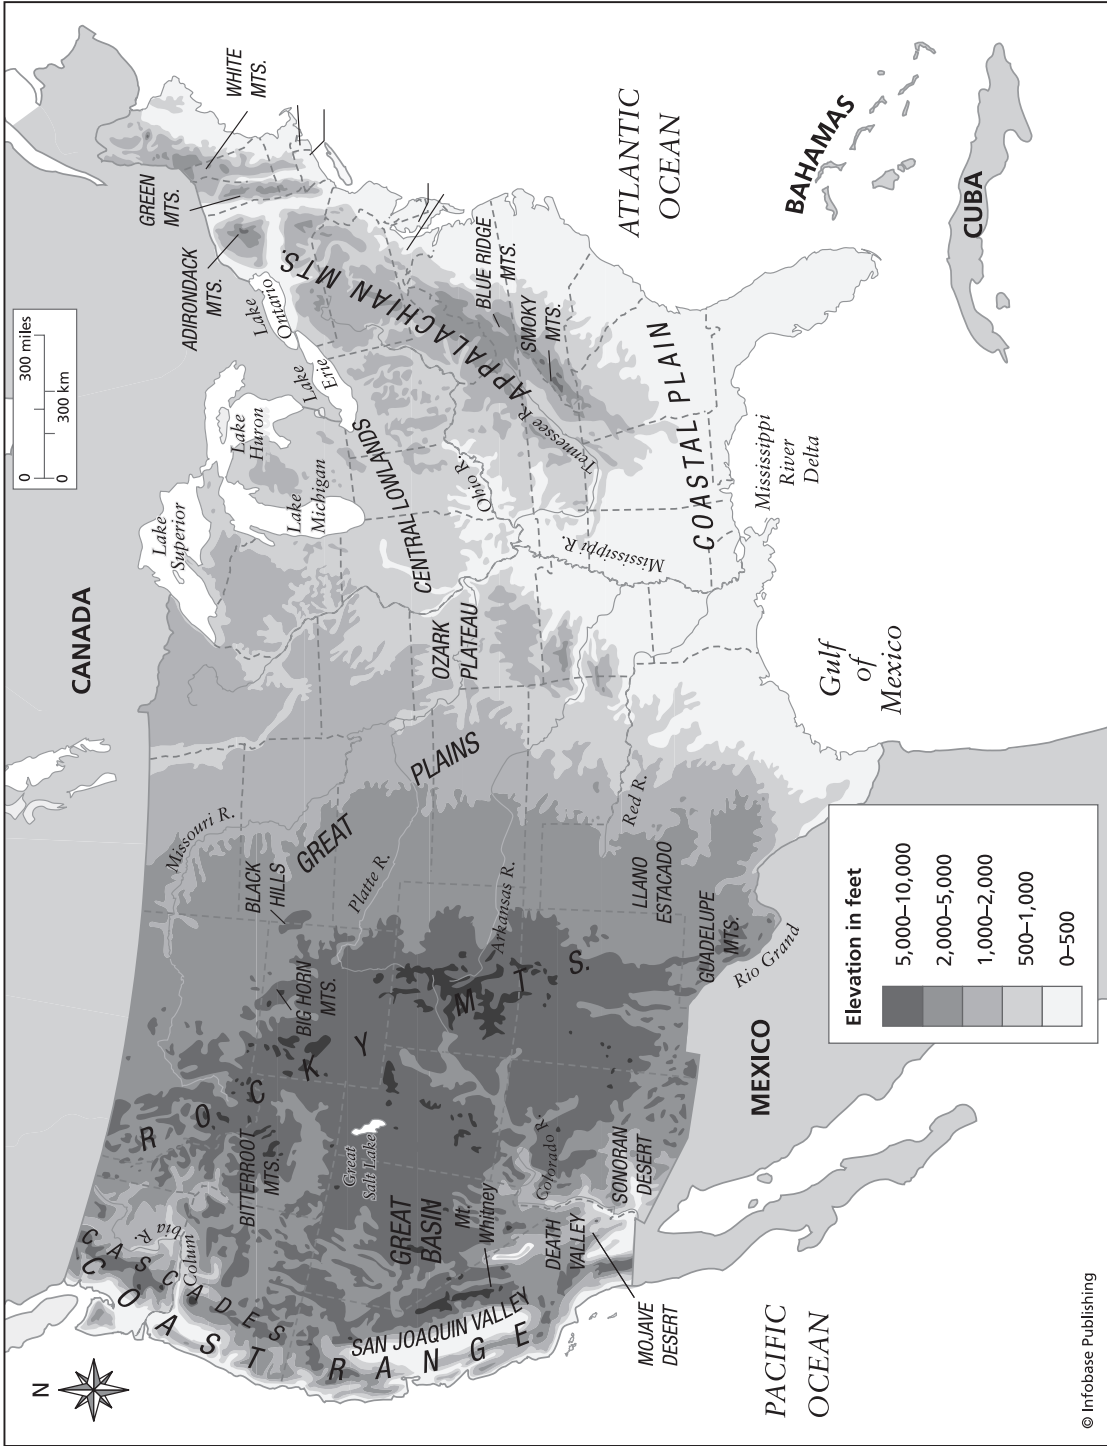 N
CANADA
0
300 miles
0
300 km
WHITE
MTS.
GREEN
MTS.
ADIRONDACK
MTS.
Lake
Superior
Lake
Huron
Lake
Michigan
Lake
Ontario
Lake
Erie
CASCADES
COAST RANGE
Columbia R.
ROCKY MTS.
BITTERROOT
MTS.
BIG HORN
MTS.
BLACK
HILLS
Missouri R.
GREAT PLAINS
Platte R.
Great
Salt Lake
GREAT
BASIN
Mt.
Whitney
SAN JOAQUIN VALLEY
DEATH
VALLEY
MOJAVE
DESERT
Colorado R.
SONORAN
DESERT
Arkansas R.
Red R.
LLANO
ESTACADO
GUADELUPE
MTS.
Rio Grand
CENTRAL LOWLANDS
OZARK
PLATEAU
Ohio R.
Tennessee R.
Mississippi R.
APPALACHIAN MTS.
BLUE RIDGE
MTS.
SMOKY
MTS.
COASTAL PLAIN
Mississippi
River
Delta
ATLANTIC
OCEAN
PACIFIC
OCEAN
Gulf
of
Mexico
MEXICO
BAHAMAS
CUBA
Elevation in feet
5,000–10,000
2,000–5,000
1,000–2,000
500–1,000
0–500
© Infobase Publishing